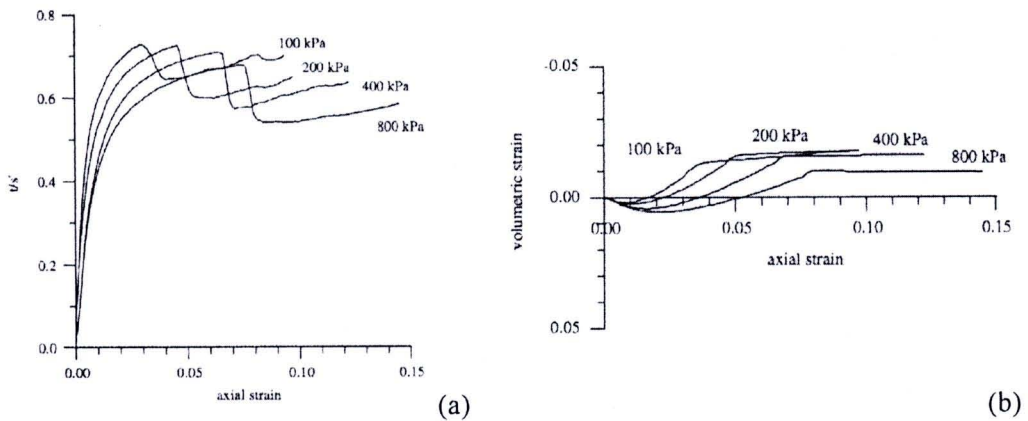 0.8
0.6
0.4
0.2
0.0
t/s'
0.00
0.05
0.10
0.15
axial strain
100 kPa
200 kPa
400 kPa
800 kPa
(a)
-0.05
0.00
0.05
volumetric strain
0.00
0.05
0.10
0.15
axial strain
100 kPa
200 kPa
400 kPa
800 kPa
(b)